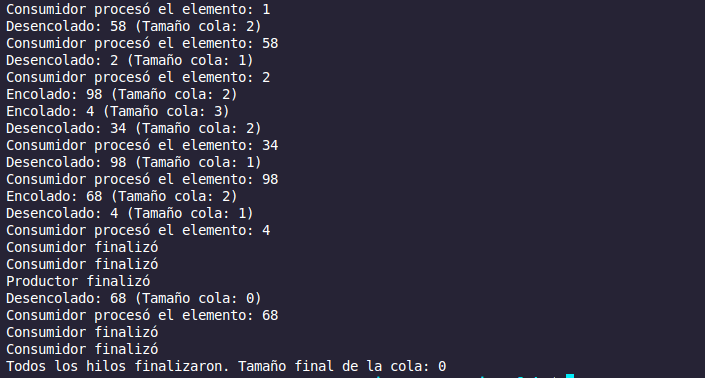 Consumidor procesó el elemento: 1
Desencolado: 58 (Tamaño cola: 2)
Consumidor procesó el elemento: 58
Desencolado: 2 (Tamaño cola: 1)
Consumidor procesó el elemento: 2
Encolado: 98 (Tamaño cola: 2)
Encolado: 4 (Tamaño cola: 3)
Desencolado: 34 (Tamaño cola: 2)
Consumidor procesó el elemento: 34
Desencolado: 98 (Tamaño cola: 1)
Consumidor procesó el elemento: 98
Encolado: 68 (Tamaño cola: 2)
Desencolado: 4 (Tamaño cola: 1)
Consumidor procesó el elemento: 4
Consumidor finalizó
Consumidor finalizó
Productor finalizó
Desencolado: 68 (Tamaño cola: 0)
Consumidor procesó el elemento: 68
Consumidor finalizó
Consumidor finalizó
Todos los hilos finalizaron. Tamaño final de la cola: 0